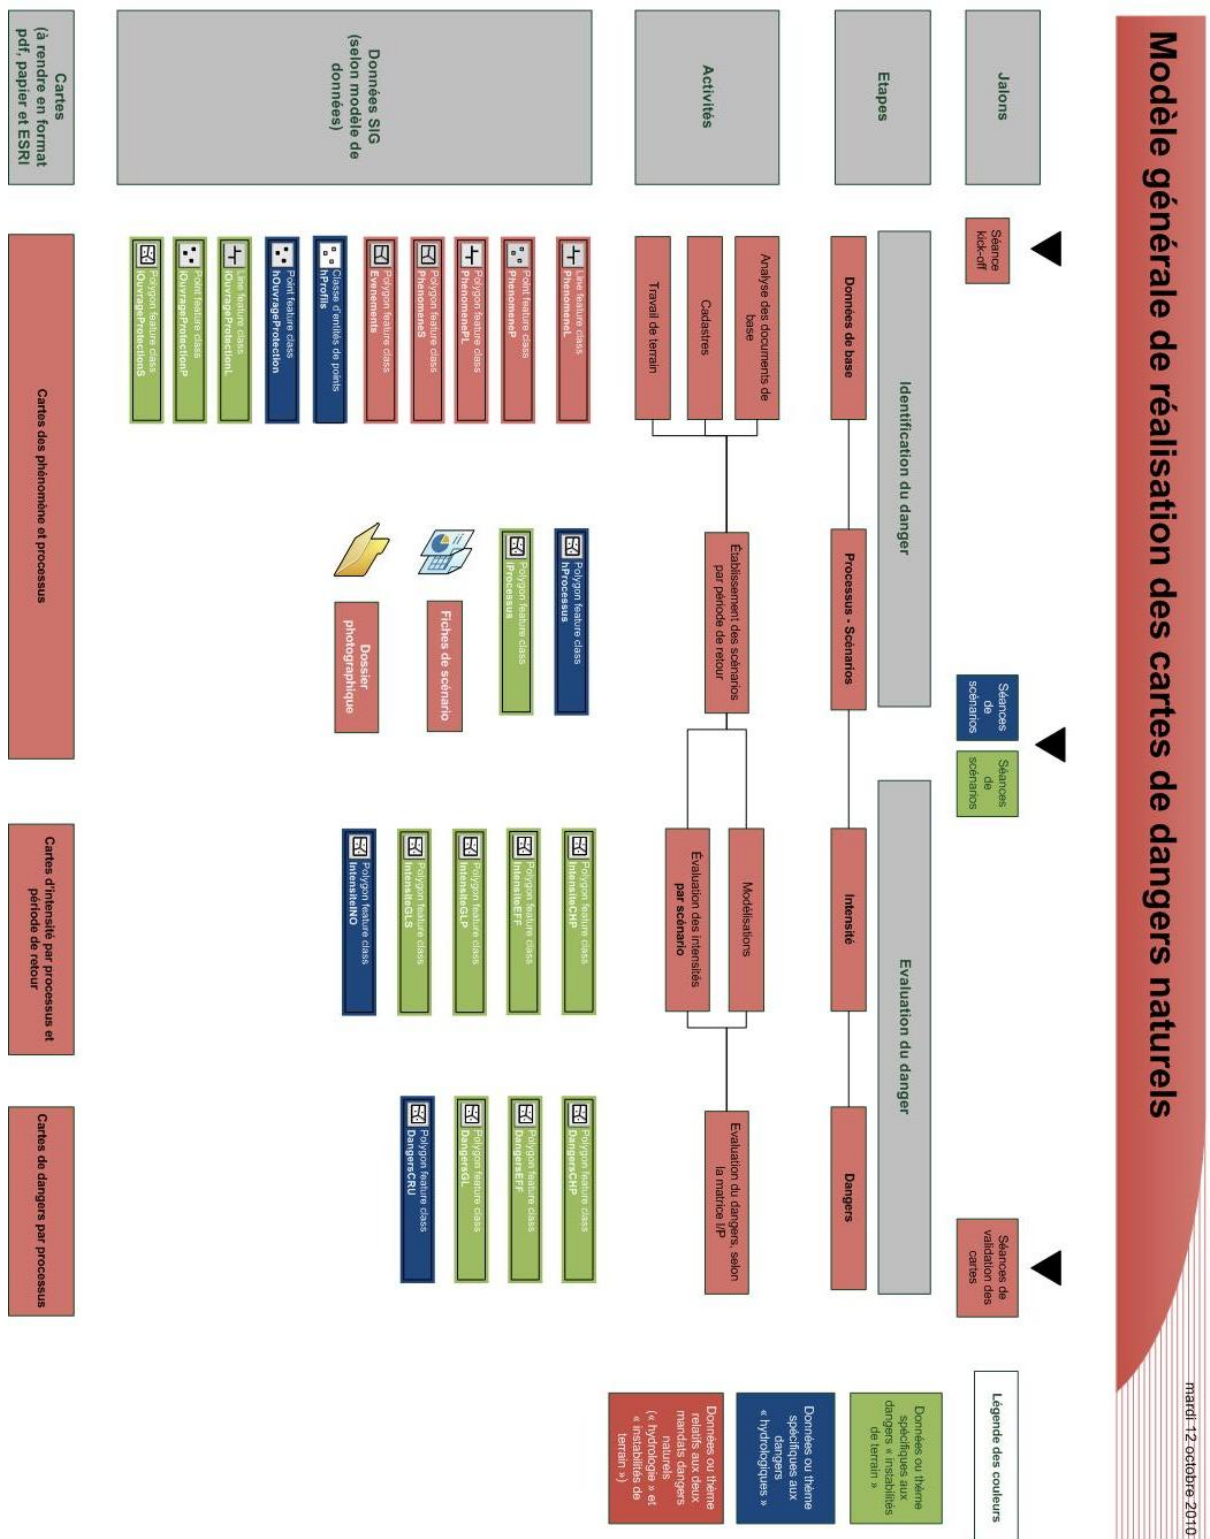 Modèle générale de réalisation des cartes de dangers naturels
mardi 12 octobre 2010
Jalons
Séance
kick-off
Séances
de
scénarios
Séances
de
scénarios
Séances de
validation des
cartes
Légende des couleurs
Etapes
Identification du danger
Evaluation du danger
Données de base
Processus - Scénarios
Intensité
Dangers
Données ou thème
spécifiques aux
dangers « instabilités
de terrain »
Activités
Analyse des documents de
base
Cadastres
Travail de terrain
Établissement des scénarios
par période de retour
Modélisations
Évaluation des intensités
par scénario
Evaluation du dangers, selon
la matrice I/P
Données ou thème
spécifiques aux
dangers
« hydrologiques »
Données ou thème
relatifs aux deux
mandats dangers
naturels
(« hydrologie » et
« instabilités de
terrain »)
Données SIG
(selon modèle de
données)
Line feature class
PhenomeneL
Point feature class
PhenomeneP
Polygon feature class
PhenomenePL
Polygon feature class
PhenomeneS
Polygon feature class
Evenements
Classe d'entités de points
hProfils
Point feature class
hOuvrageProtection
Line feature class
iOuvrageProtectionL
Point feature class
iOuvrageProtectionP
Polygon feature class
iOuvrageProtectionS
Polygon feature class
hProcessus
Polygon feature class
iProcessus
Fiches de scénario
Dossier
photographique
Polygon feature class
IntensiteCHP
Polygon feature class
IntensiteEFF
Polygon feature class
IntensiteGLP
Polygon feature class
IntensiteGLS
Polygon feature class
IntensiteINO
Polygon feature class
DangersCHP
Polygon feature class
DangersEFF
Polygon feature class
DangersGL
Polygon feature class
DangersCRU
Cartes
(à rendre en format
pdf, papier et ESRI
Cartes des phénomène et processus
Cartes d'intensité par processus et
période de retour
Cartes de dangers par processus